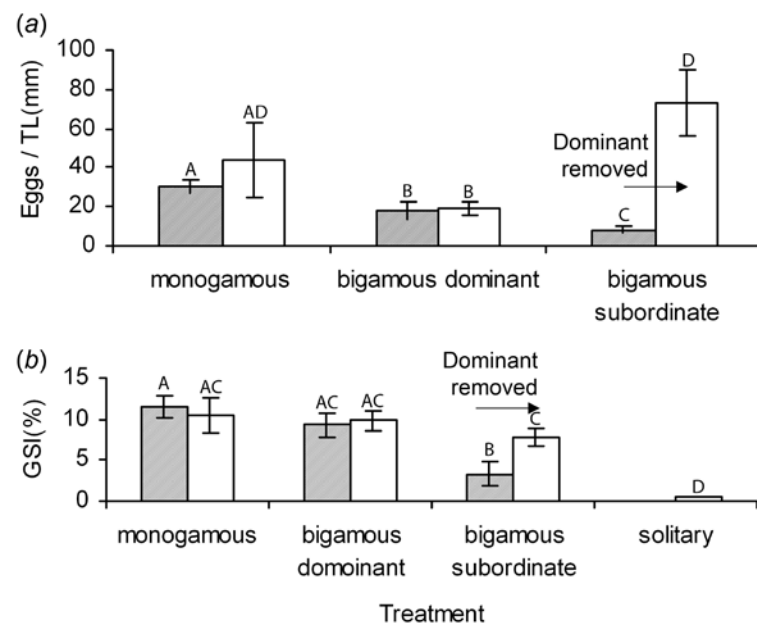 (a)
100
80
60
40
20
0
Eggs / TL(mm)
A
AD
B
B
C
D
Dominant
removed
monogamous
bigamous dominant
bigamous
subordinate
(b)
15
10
5
0
GSI(%)
A
AC
AC
AC
B
C
D
Dominant
removed
monogamous
bigamous
domoinant
bigamous
subordinate
solitary
Treatment